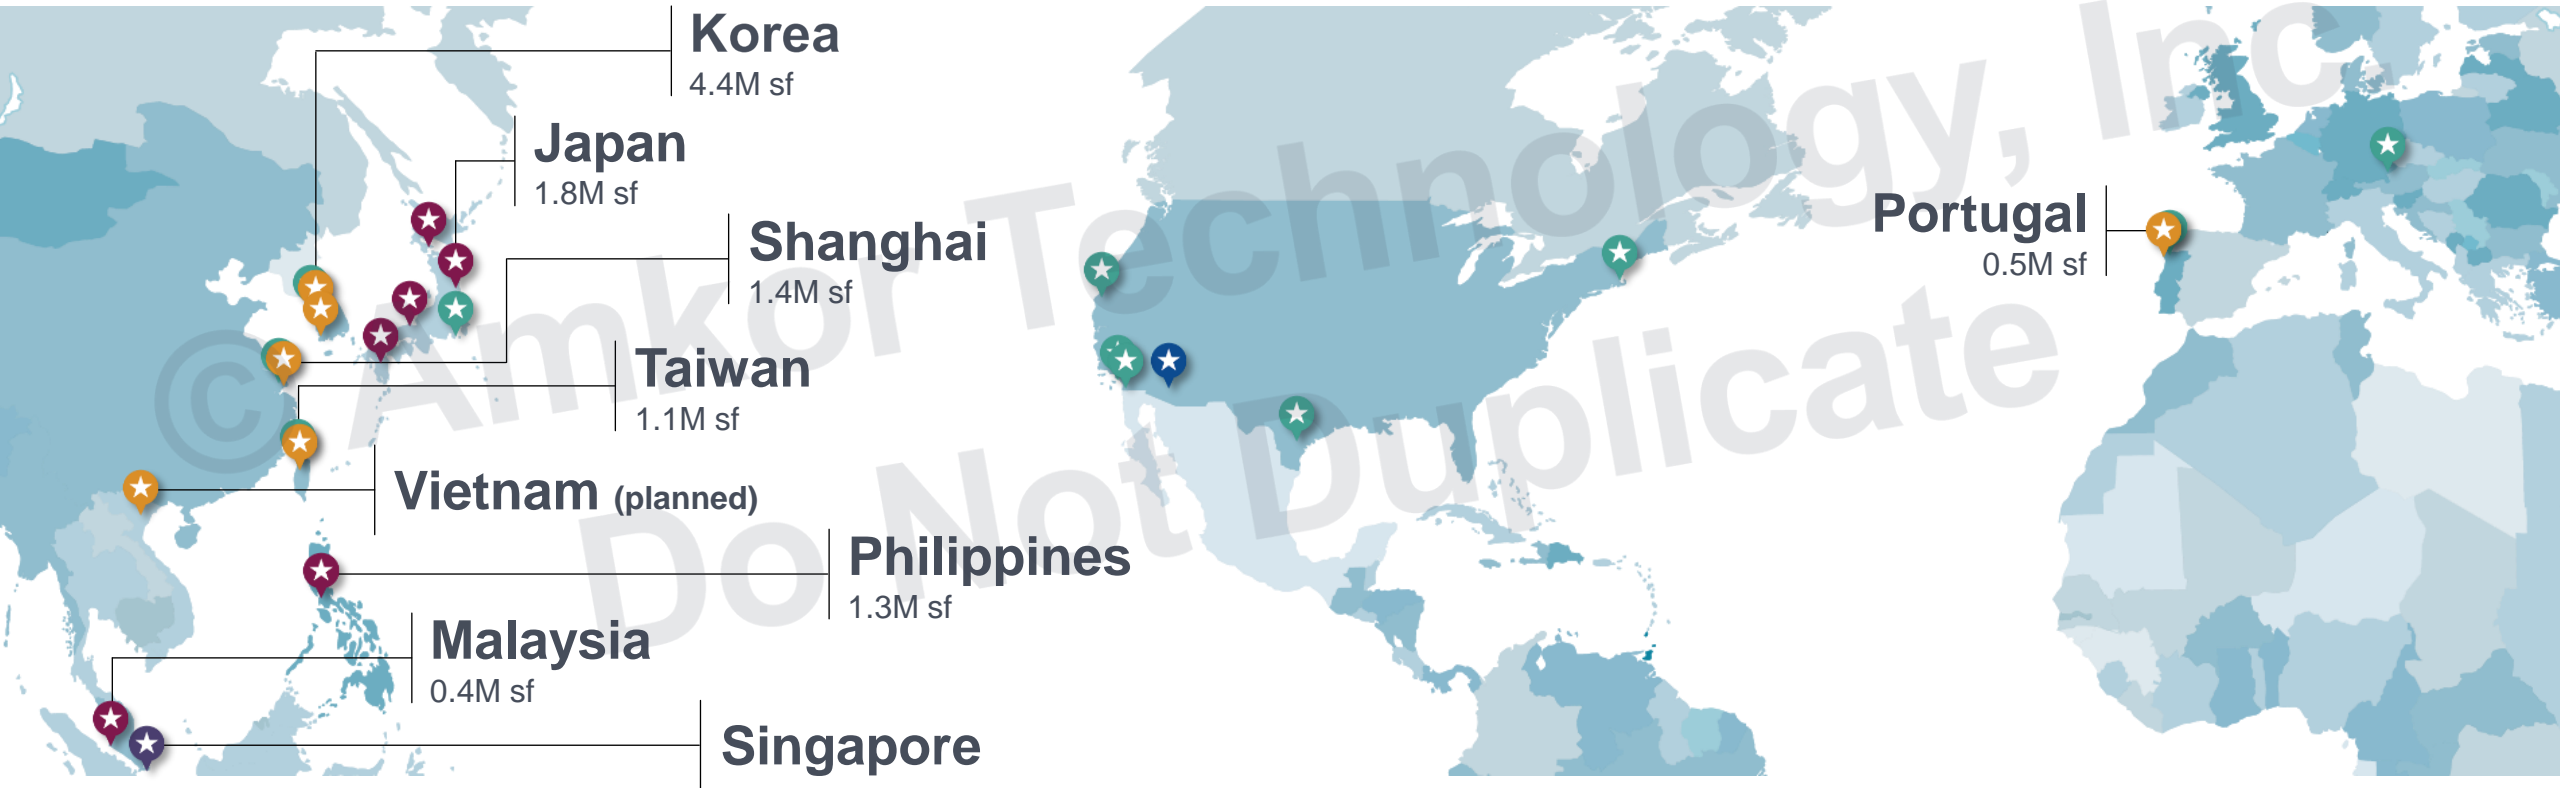 Korea
4.4M sf
Japan
1.8M sf
Shanghai
1.4M sf
Portugal
0.5M sf
Taiwan
1.1M sf
Vietnam (planned)
Philippines
1.3M sf
Malaysia
0.4M sf
Singapore
© Amkor Technology, Inc.
Do Not Duplicate